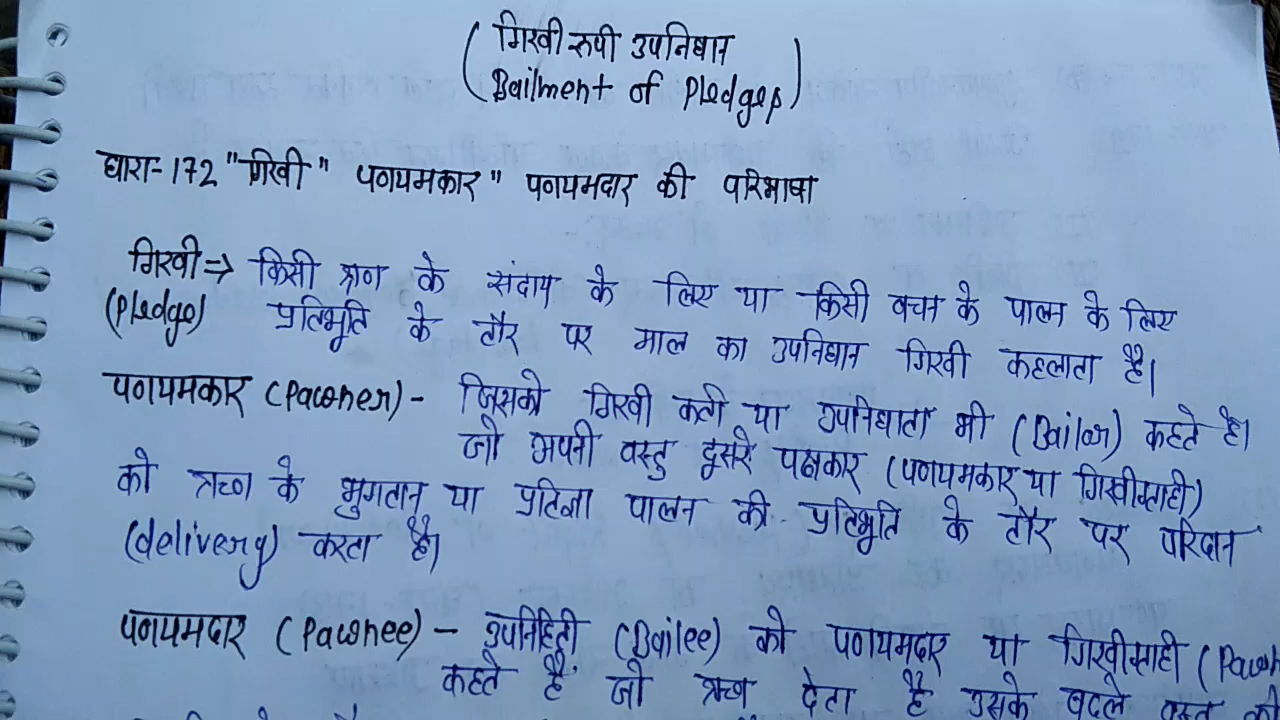 ( गिरवी रुपी उपनिधान
Bailment of Pledges )
धारा-172 "गिरवी" पणयमकार" पणयमदार की परिभाषा
गिरवी⇒ किसी ऋण के संदाय के लिए या किसी वचन के पालन के लिए
(Pledge) प्रतिभूति के तौर पर माल का उपनिधान गिरवी कहलाता है।
पणयमकार (Pawoner) - जिसको गिरवी कर्ता या उपनिधाता भी (Bailor) कहते है।
जो अपनी वस्तु दूसरे पक्षकार (पणयमकार या गिरवीग्राही)
को ऋण के भुगतान या प्रतिज्ञा पालन की प्रतिभूति के तौर पर परिदान
(delivery) करता है।
पणयमदार (Pawonee) - उपनिहिती (Bailee) को पणयमदार या गिरवीग्राही
कहते है, जो ऋण देता है उसके बदले